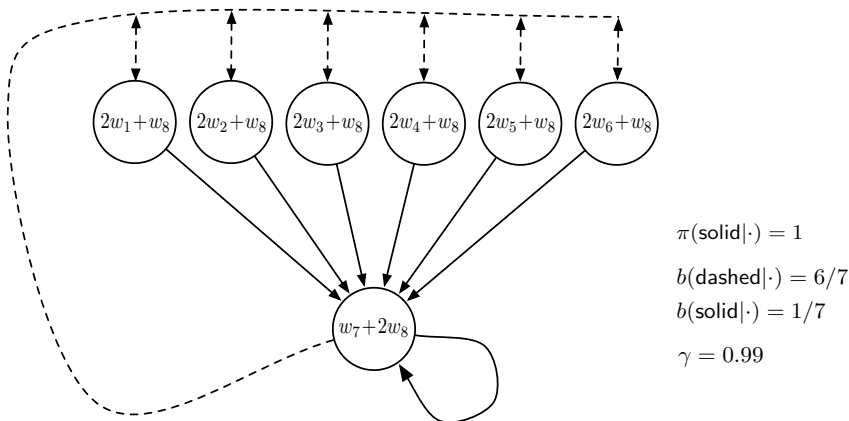 2w₁+w₈ 2w₂+w₈ 2w₃+w₈ 2w₄+w₈ 2w₅+w₈ 2w₆+w₈
π(solid|·) = 1
b(dashed|·) = 6/7
b(solid|·) = 1/7
w₇+2w₈
γ = 0.99